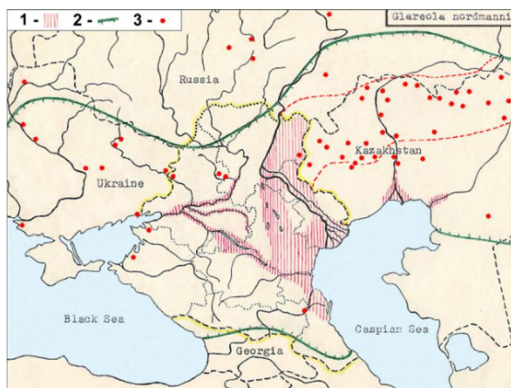 1 - 2 - 3 -
Glareola nordmanni
Russia
Kazakhstan
Ukraine
Black Sea
Caspian Sea
Georgia